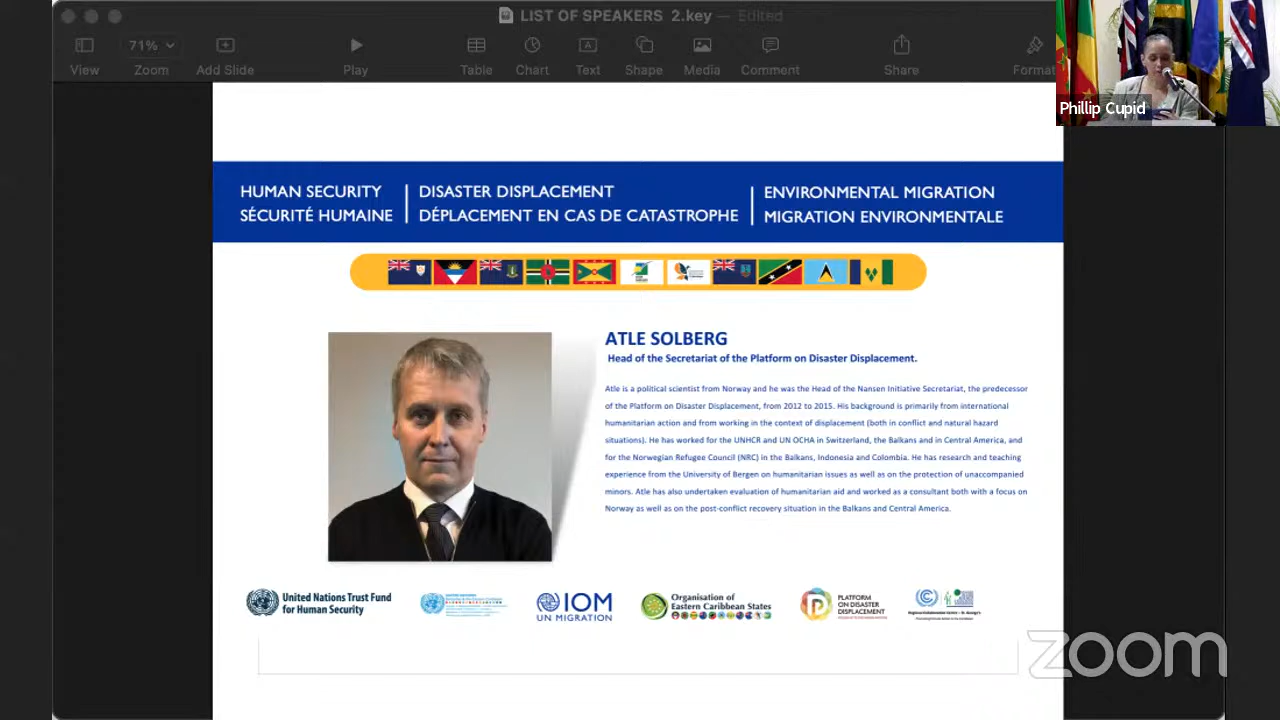 LIST OF SPEAKERS 2.key — Edited
71%
View
Zoom
Add Slide
Play
Table
Chart
Text
Shape
Media
Comment
Share
Format
Phillip Cupid
HUMAN SECURITY
SÉCURITÉ HUMAINE
DISASTER DISPLACEMENT
DÉPLACEMENT EN CAS DE CATASTROPHE
ENVIRONMENTAL MIGRATION
MIGRATION ENVIRONMENTALE
ATLE SOLBERG
Head of the Secretariat of the Platform on Disaster Displacement.
Atle is a political scientist from Norway and he was the Head of the Nansen Initiative Secretariat, the predecessor
of the Platform on Disaster Displacement, from 2012 to 2015. His background is primarily from international
humanitarian action and from working in the context of displacement (both in conflict and natural hazard
situations). He has worked for the UNHCR and UN OCHA in Switzerland, the Balkans and in Central America, and
for the Norwegian Refugee Council (NRC) in the Balkans, Indonesia and Colombia. He has research and teaching
experience from the University of Bergen on humanitarian issues as well as on the protection of unaccompanied
minors. Atle has also undertaken evaluation of humanitarian aid and worked as a consultant both with a focus on
Norway as well as on the post-conflict recovery situation in the Balkans and Central America.
United Nations Trust Fund
for Human Security
IOM
UN MIGRATION
Organisation of
Eastern Caribbean States
PLATFORM
ON DISASTER
DISPLACEMENT
zoom